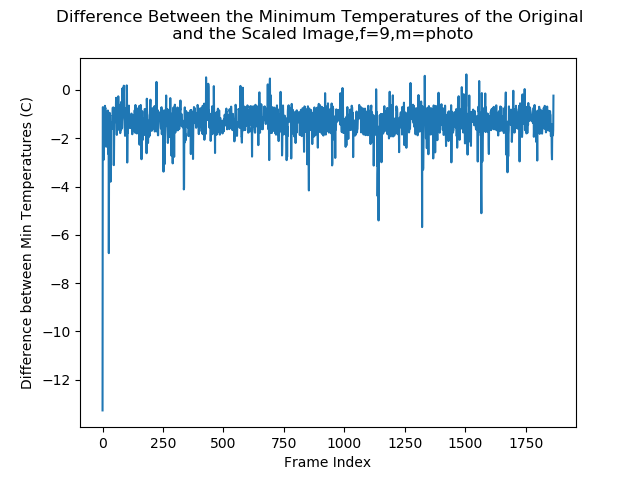 Difference Between the Minimum Temperatures of the Original
and the Scaled Image,f=9,m=photo
Difference between Min Temperatures (C)
0
−2
−4
−6
−8
−10
−12
0 250 500 750 1000 1250 1500 1750
Frame Index